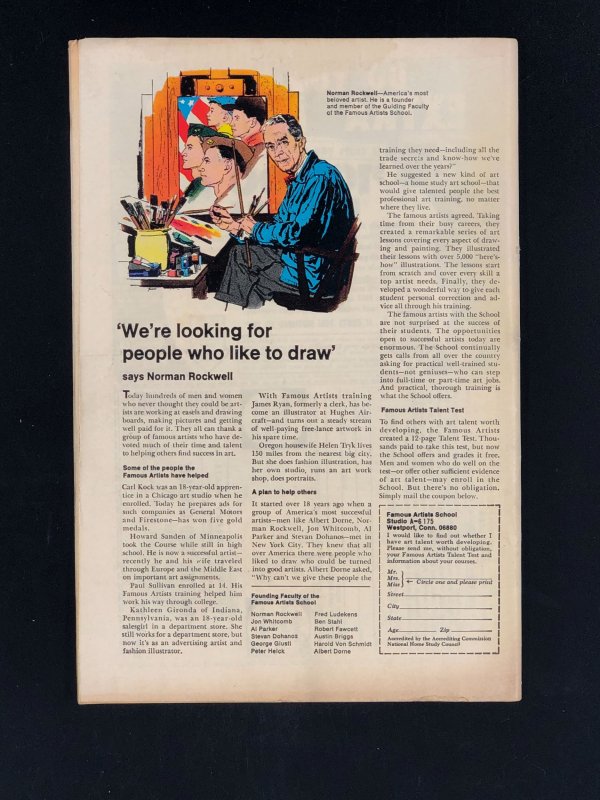 Norman Rockwell—America's most
beloved artist. He is a founder
and member of the Guiding Faculty
of the Famous Artists School.
'We're looking for
people who like to draw'
says Norman Rockwell
Today hundreds of men and women
who never thought they could be art-
ists are working at easels and drawing
boards, making pictures and getting
well paid for it. They all can thank a
group of famous artists who have de-
voted much of their time and talent
to helping others find success in art.
Some of the people the
Famous Artists have helped
Carl Kock was an 18-year-old appren-
tice in a Chicago art studio when he
enrolled. Today he prepares ads for
such companies as General Motors
and Firestone—has won five gold
medals.
Howard Sanden of Minneapolis
took the Course while still in high
school. He is now a successful artist—
recently he and his wife traveled
through Europe and the Middle East
on important art assignments.
Paul Sullivan enrolled at 14. His
Famous Artists training helped him
work his way through college.
Kathleen Gironda of Indiana,
Pennsylvania, was an 18-year-old
salesgirl in a department store. She
still works for a department store, but
now it's as an advertising artist and
fashion illustrator.
With Famous Artists training
James Ryan, formerly a clerk, has be-
come an illustrator at Hughes Air-
craft—and turns out a steady stream
of well-paying free-lance artwork in
his spare time.
Oregon housewife Helen Tryk lives
150 miles from the nearest big city.
But she does fashion illustration, has
her own studio, runs an art work
shop, does portraits.
A plan to help others
It started over 18 years ago when a
group of America's most successful
artists—men like Albert Dorne, Nor-
man Rockwell, Jon Whitcomb, Al
Parker and Stevan Dohanos—met in
New York City. They knew that all
over America there were people who
liked to draw who could be turned
into good artists. Albert Dorne asked,
"Why can't we give these people the
Founding Faculty of the
Famous Artists School
Norman Rockwell
Jon Whitcomb
Al Parker
Stevan Dohanos
George Giusti
Peter Helck
Fred Ludekens
Ben Stahl
Robert Fawcett
Austin Briggs
Harold Von Schmidt
Albert Dorne
training they need—including all the
trade secrets and know-how we've
learned over the years?"
He suggested a new kind of art
school—a home study art school—that
would give talented people the best
professional art training, no matter
where they live.
The famous artists agreed. Taking
time from their busy careers, they
created a remarkable series of art
lessons covering every aspect of draw-
ing and painting. They illustrated
their lessons with over 5,000 "here's-
how" illustrations. The lessons start
from scratch and cover every skill a
top artist needs. Finally, they de-
veloped a wonderful way to give each
student personal correction and ad-
vice all through his training.
The famous artists with the School
are not surprised at the success of
their students. The opportunities
open to successful artists today are
enormous. The School continually
gets calls from all over the country
asking for practical well-trained stu-
dents—not geniuses—who can step
into full-time or part-time art jobs.
And practical, thorough training is
what the School offers.
Famous Artists Talent Test
To find others with art talent worth
developing, the Famous Artists
created a 12-page Talent Test. Thou-
sands paid to take this test, but now
the School offers and grades it free.
Men and women who do well on the
test—or offer other sufficient evidence
of art talent—may enroll in the
School. But there's no obligation.
Simply mail the coupon below.
Famous Artists School
Studio A-6175
Westport, Conn. 06880
I would like to find out whether I
have art talent worth developing.
Please send me, without obligation,
your Famous Artists Talent Test and
information about your courses.
Mr.
Mrs. ← Circle one and please print
Miss
Street
City
State
Age Zip
Accredited by the Accrediting Commission
National Home Study Council